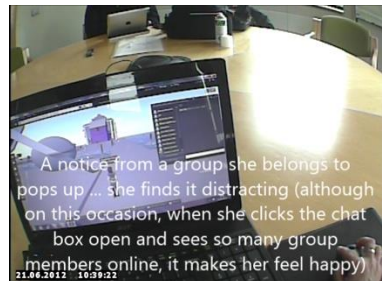 A notice from a group she belongs to
pops up ... she finds it distracting (although
on this occasion, when she clicks the chat
box open and sees so many group
members online, it makes her feel happy)
21.06.2012 10:39:22